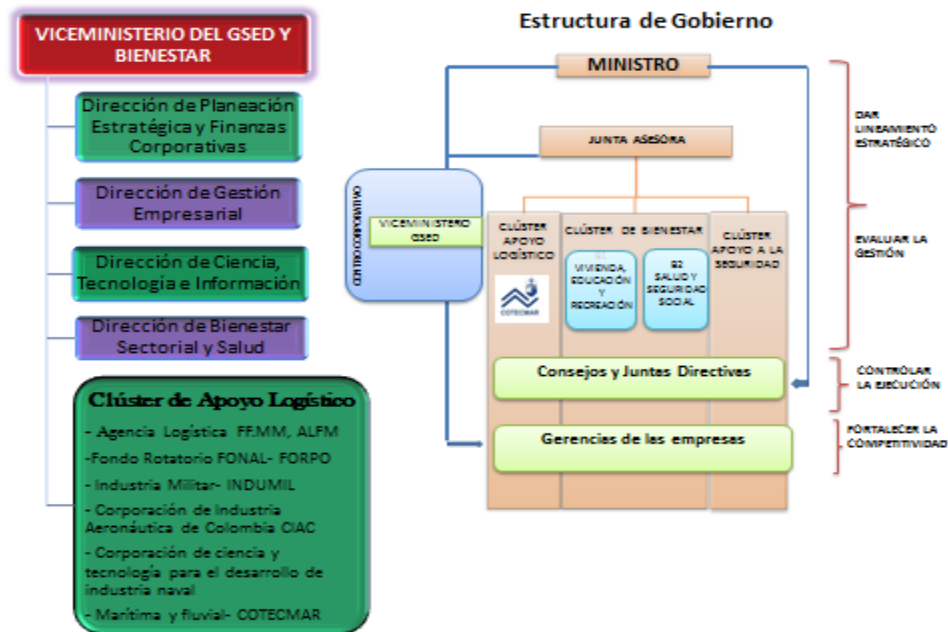 VICEMINISTERIO DEL GSED Y
BIENESTAR
Dirección de Planeación
Estratégica y Finanzas
Corporativas
Dirección de Gestión
Empresarial
Dirección de Ciencia,
Tecnología e Información
Dirección de Bienestar
Sectorial y Salud
Clúster de Apoyo Logístico
- Agencia Logística FF.MM, ALFM
-Fondo Rotatorio FONAL- FORPO
- Industria Militar- INDUMIL
- Corporación de Industria
Aeronáutica de Colombia CIAC
- Corporación de ciencia y
tecnología para el desarrollo de
industria naval
- Marítima y fluvial- COTECMAR
Estructura de Gobierno
MINISTRO
JUNTA ASESORA
CENTRO CORPORATIVO
VICEMINISTERO
GSED
CLÚSTER
APOYO
LOGÍSTICO
COTECMAR
CLÚSTER DE BIENESTAR
VIVIENDA,
EDUCACIÓN
Y
RECREACIÓN
B2
SALUD Y
SEGURIDAD
SOCIAL
CLÚSTER
APOYO A LA
SEGURIDAD
Consejos y Juntas Directivas
Gerencias de las empresas
DAR
LINEAMIENTO
ESTRATÉGICO
EVALUAR LA
GESTIÓN
CONTROLAR
LA EJECUCIÓN
FORTALECER LA
COMPETITIVIDAD